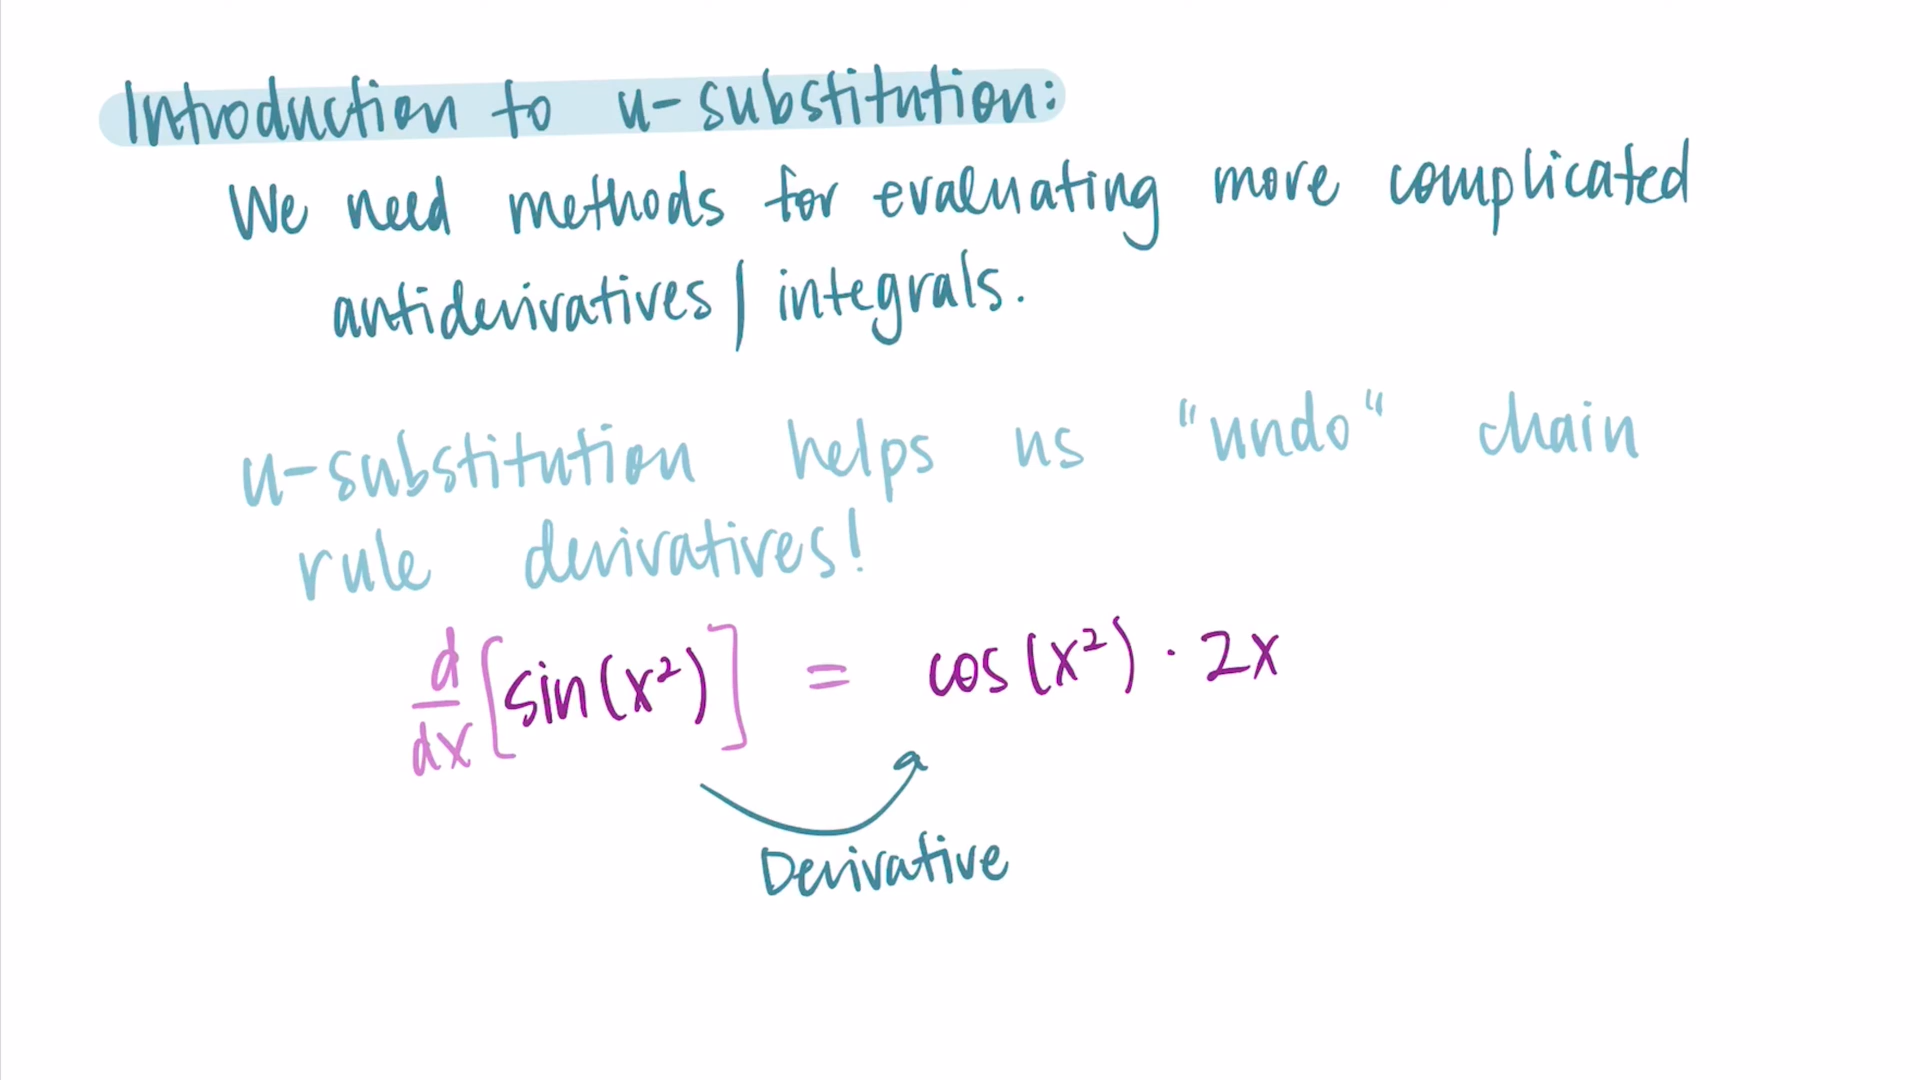 Introduction to u-substitution:
We need methods for evaluating more complicated
antiderivatives/integrals.
u-substitution helps us "undo" chain
rule derivatives!
d/dx [sin(x²)] = cos(x²) · 2x
Derivative